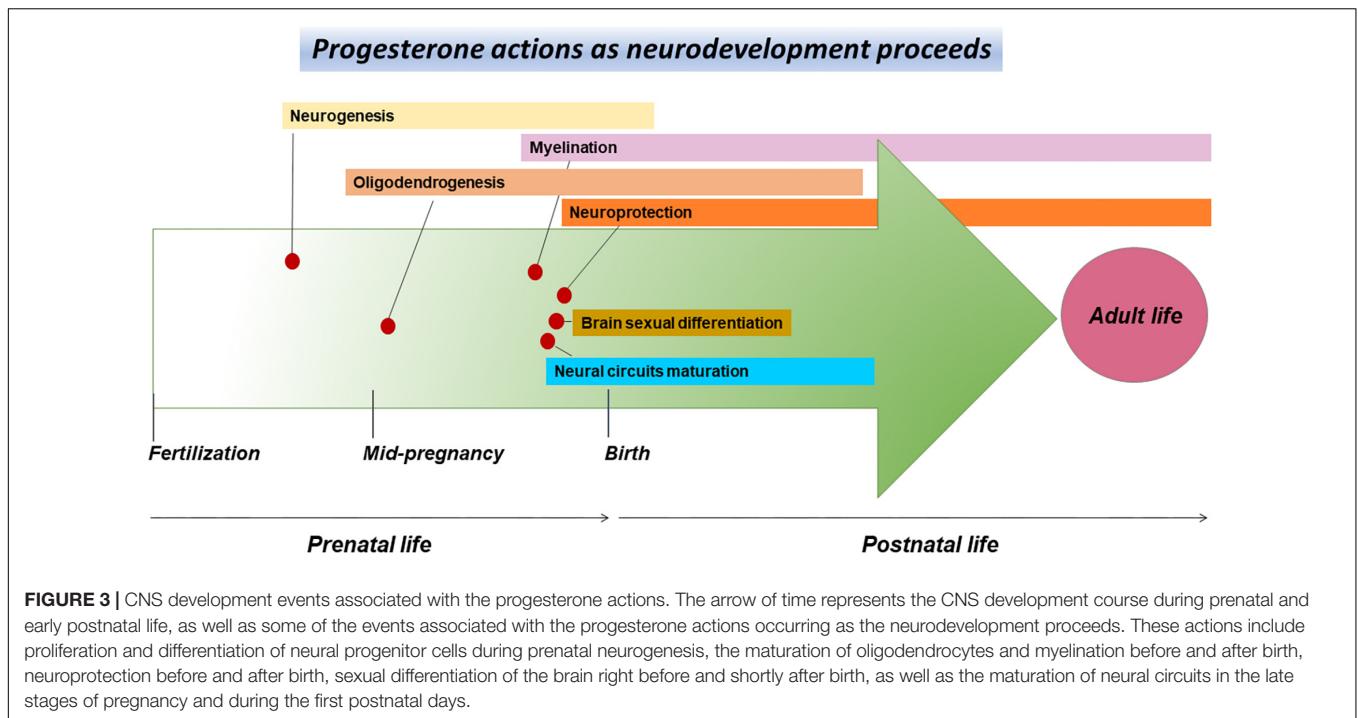 Progesterone actions as neurodevelopment proceeds
Neurogenesis
Myelination
Oligodendrogenesis
Neuroprotection
Brain sexual differentiation
Adult life
Neural circuits maturation
Fertilization
Mid-pregnancy
Birth
Prenatal life
Postnatal life
FIGURE 3 | CNS development events associated with the progesterone actions. The arrow of time represents the CNS development course during prenatal and
early postnatal life, as well as some of the events associated with the progesterone actions occurring as the neurodevelopment proceeds. These actions include
proliferation and differentiation of neural progenitor cells during prenatal neurogenesis, the maturation of oligodendrocytes and myelination before and after birth,
neuroprotection before and after birth, sexual differentiation of the brain right before and shortly after birth, as well as the maturation of neural circuits in the late
stages of pregnancy and during the first postnatal days.